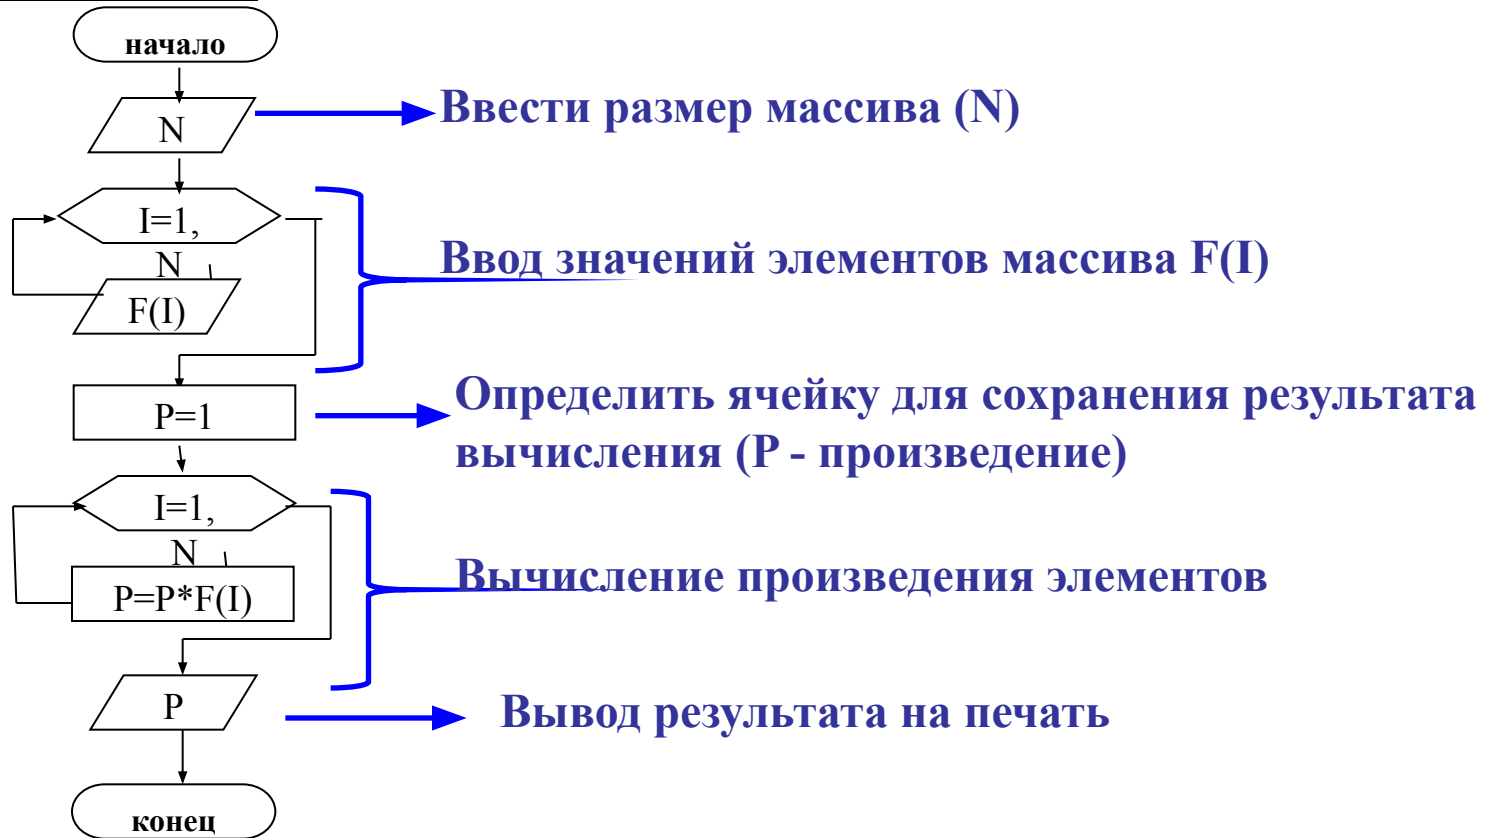 начало
N
Ввести размер массива (N)
I=1,
N
Ввод значений элементов массива F(I)
F(I)
P=1
Определить ячейку для сохранения результата
вычисления (P - произведение)
I=1,
N
P=P*F(I)
Вычисление произведения элементов
P
Вывод результата на печать
конец